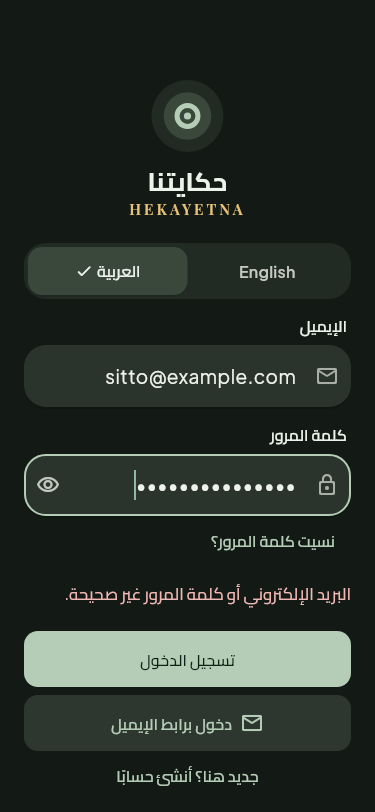 حكايتنا
HEKAYETNA
العربية
English
الإيميل
sitto@example.com
كلمة المرور
نسيت كلمة المرور؟
البريد الإلكتروني أو كلمة المرور غير صحيحة.
تسجيل الدخول
دخول برابط الإيميل
جديد هنا؟ أنشئ حسابًا